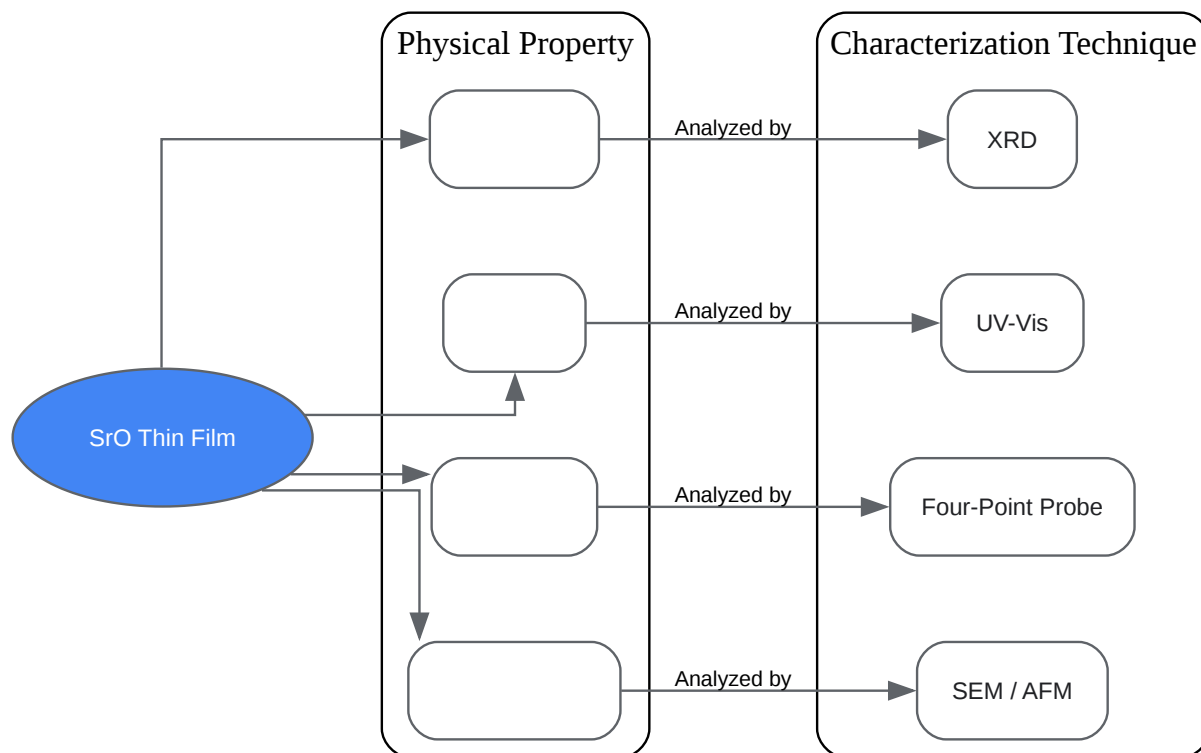 Physical Property
Characterization Technique
Analyzed by
XRD
Analyzed by
UV-Vis
SrO Thin Film
Analyzed by
Four-Point Probe
Analyzed by
SEM / AFM